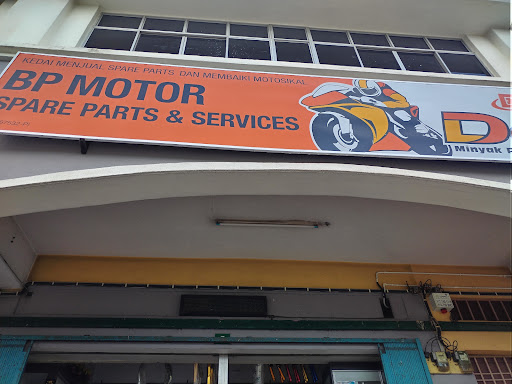 KEDAI MENJUAL SPARE PARTS DAN MEMBAIKI MOTOSIKAL
BP MOTOR
SPARE PARTS & SERVICES
Minyak